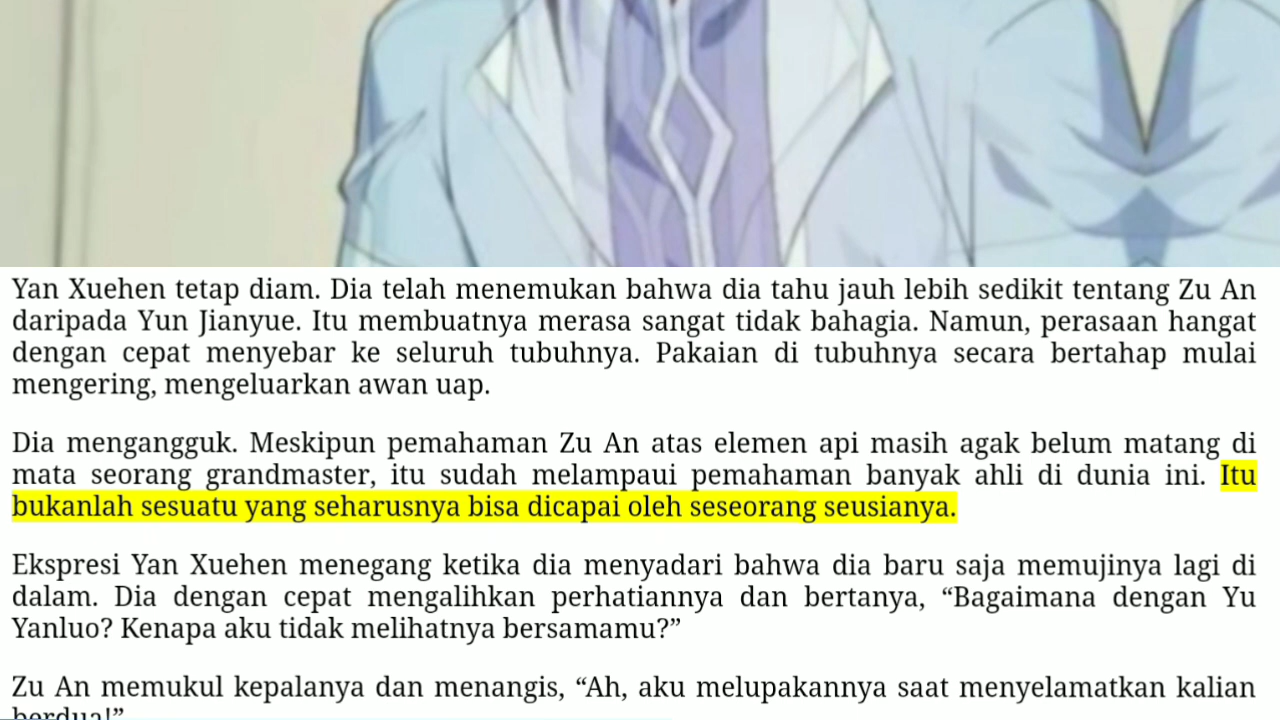 Yan Xuehen tetap diam. Dia telah menemukan bahwa dia tahu jauh lebih sedikit tentang Zu An
daripada Yun Jianyue. Itu membuatnya merasa sangat tidak bahagia. Namun, perasaan hangat
dengan cepat menyebar ke seluruh tubuhnya. Pakaian di tubuhnya secara bertahap mulai
mengering, mengeluarkan awan uap.
Dia mengangguk. Meskipun pemahaman Zu An atas elemen api masih agak belum matang di
mata seorang grandmaster, itu sudah melampaui pemahaman banyak ahli di dunia ini. Itu
bukanlah sesuatu yang seharusnya bisa dicapai oleh seseorang seusianya.
Ekspresi Yan Xuehen menegang ketika dia menyadari bahwa dia baru saja memujinya lagi di
dalam. Dia dengan cepat mengalihkan perhatiannya dan bertanya, “Bagaimana dengan Yu
Yanluo? Kenapa aku tidak melihatnya bersamamu?”
Zu An memukul kepalanya dan menangis, “Ah, aku melupakannya saat menyelamatkan kalian
berdua!”